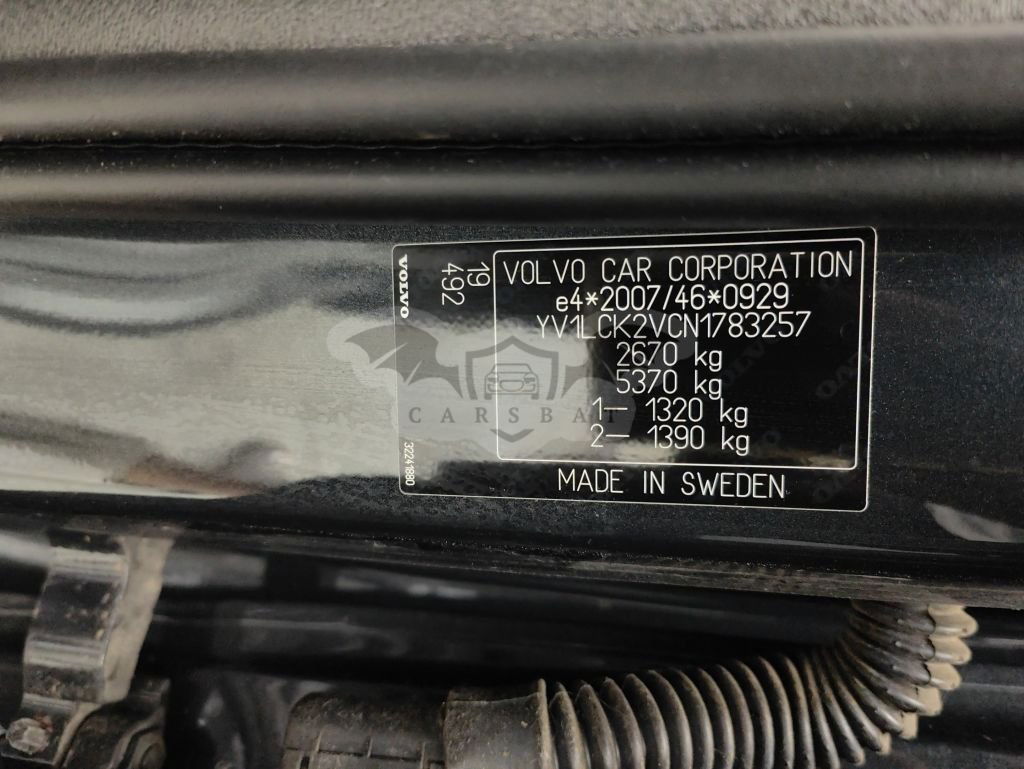 VOLVO
19
492
VOLVO CAR CORPORATION
e4*2007/46*0929
YV1LCK2VCN1783257
2670 kg
5370 kg
1– 1320 kg
2– 1390 kg
MADE IN SWEDEN
32241880
CARSBAT